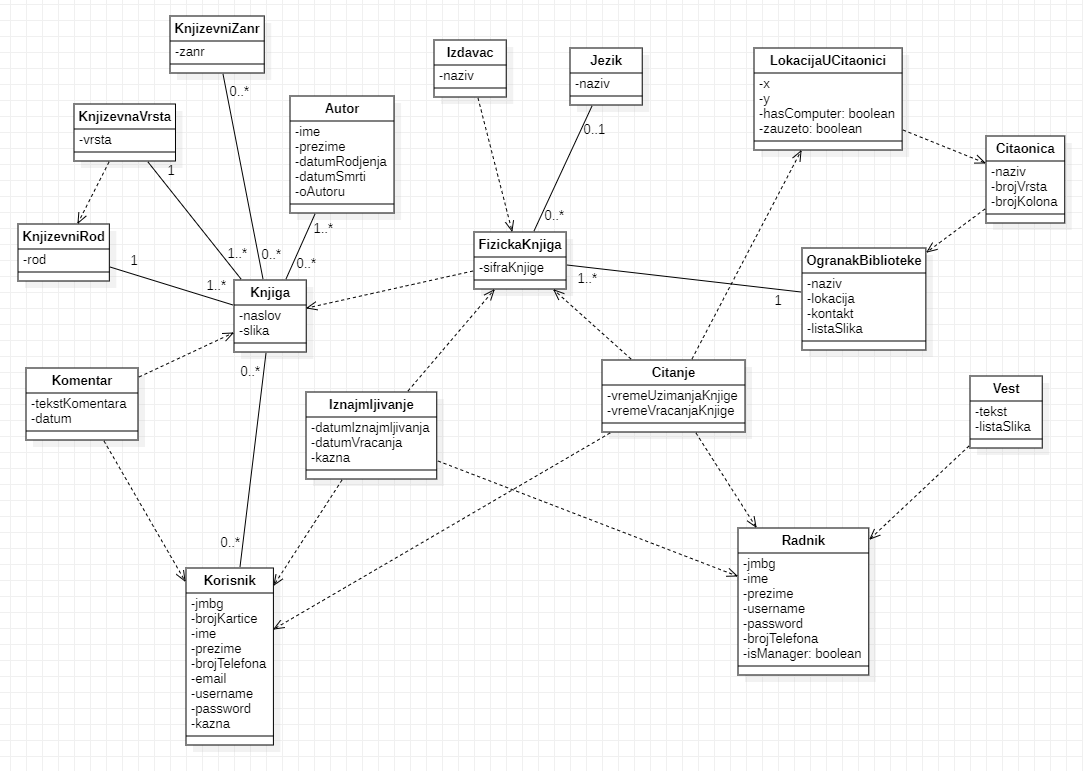 KnjizevniZanr
-zanr
0..*
KnjizevnaVrsta
-vrsta
1
1..*
0..*
Autor
-ime
-prezime
-datumRodjenja
-datumSmrti
-oAutoru
1..*
0..*
Izdavac
-naziv
Jezik
-naziv
0..1
0..*
LokacijaUCitaonici
-x
-y
-hasComputer: boolean
-zauzeto: boolean
Citaonica
-naziv
-brojVrsta
-brojKolona
KnjizevniRod
-rod
1
1..*
Knjiga
-naslov
-slika
0..*
FizickaKnjiga
-sifraKnjige
1..*
1
OgranakBiblioteke
-naziv
-lokacija
-kontakt
-listaSlika
Komentar
-tekstKomentara
-datum
Iznajmljivanje
-datumIznajmljivanja
-datumVracanja
-kazna
Citanje
-vremeUzimanjaKnjige
-vremeVracanjaKnjige
Vest
-tekst
-listaSlika
0..*
Korisnik
-jmbg
-brojKartice
-ime
-prezime
-brojTelefona
-email
-username
-password
-kazna
Radnik
-jmbg
-ime
-prezime
-username
-password
-brojTelefona
-isManager: boolean